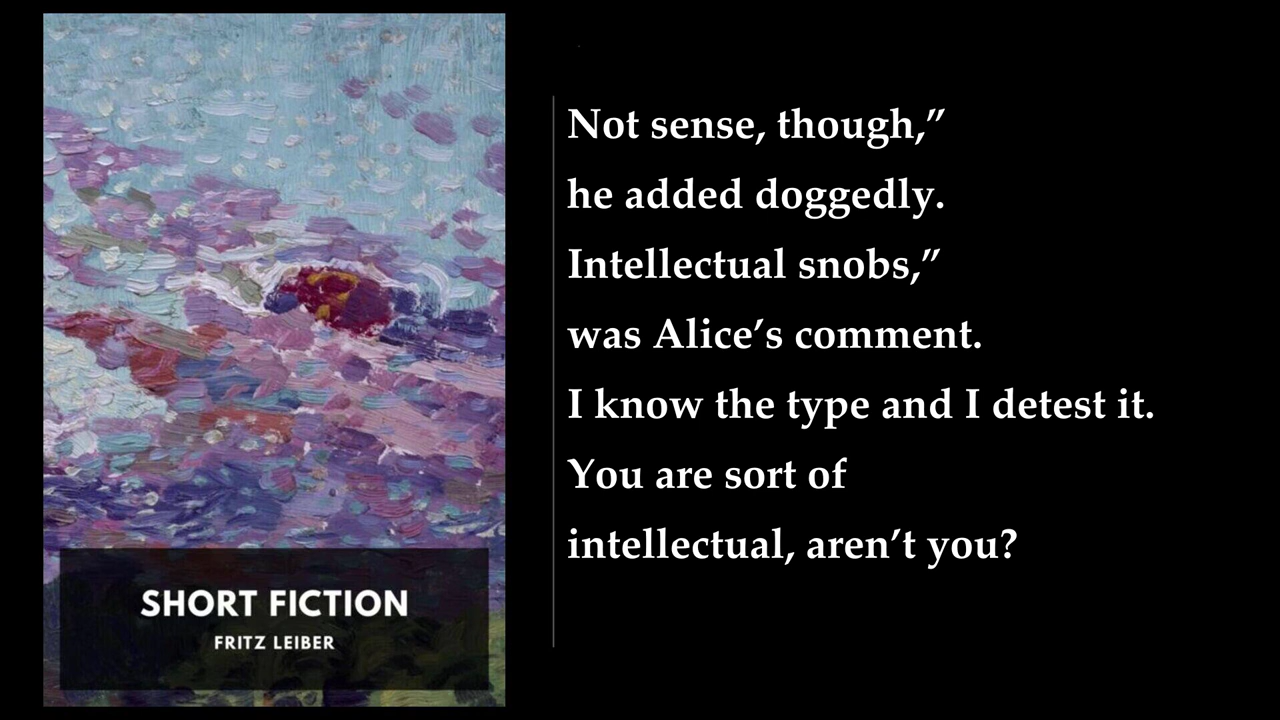 SHORT FICTION
FRITZ LEIBER
Not sense, though,”
he added doggedly.
Intellectual snobs,”
was Alice’s comment.
I know the type and I detest it.
You are sort of
intellectual, aren’t you?